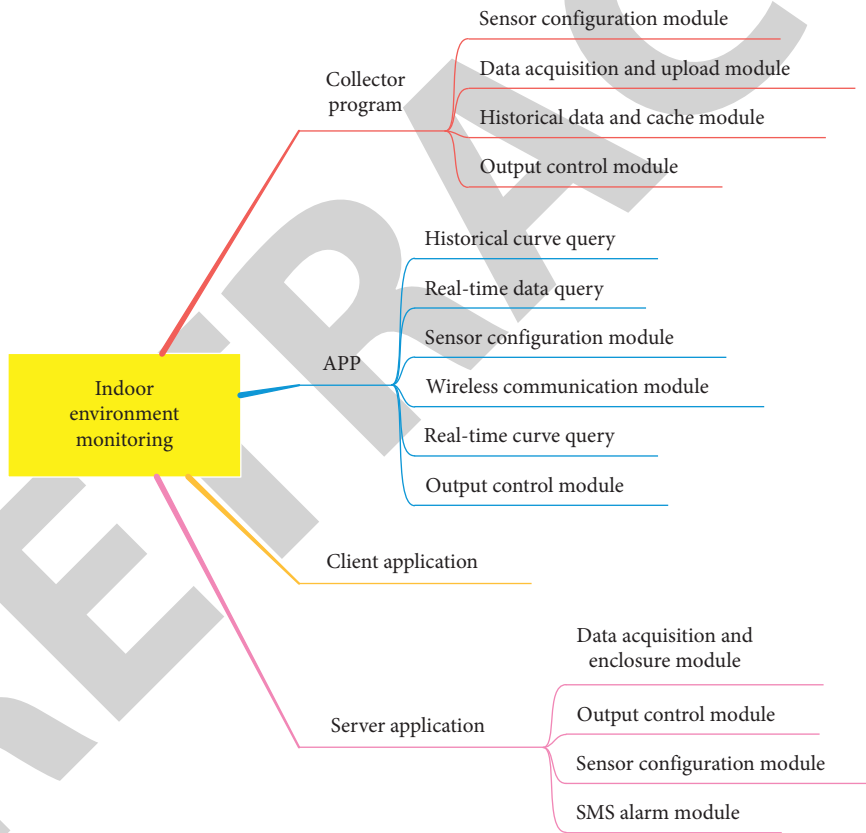 Sensor configuration module
Collector
program
Data acquisition and upload module
Historical data and cache module
Output control module
Historical curve query
Real-time data query
Sensor configuration module
APP
Wireless communication module
Real-time curve query
Output control module
Indoor
environment
monitoring
Client application
Data acquisition and
enclosure module
Server application
Output control module
Sensor configuration module
SMS alarm module
RETRAC